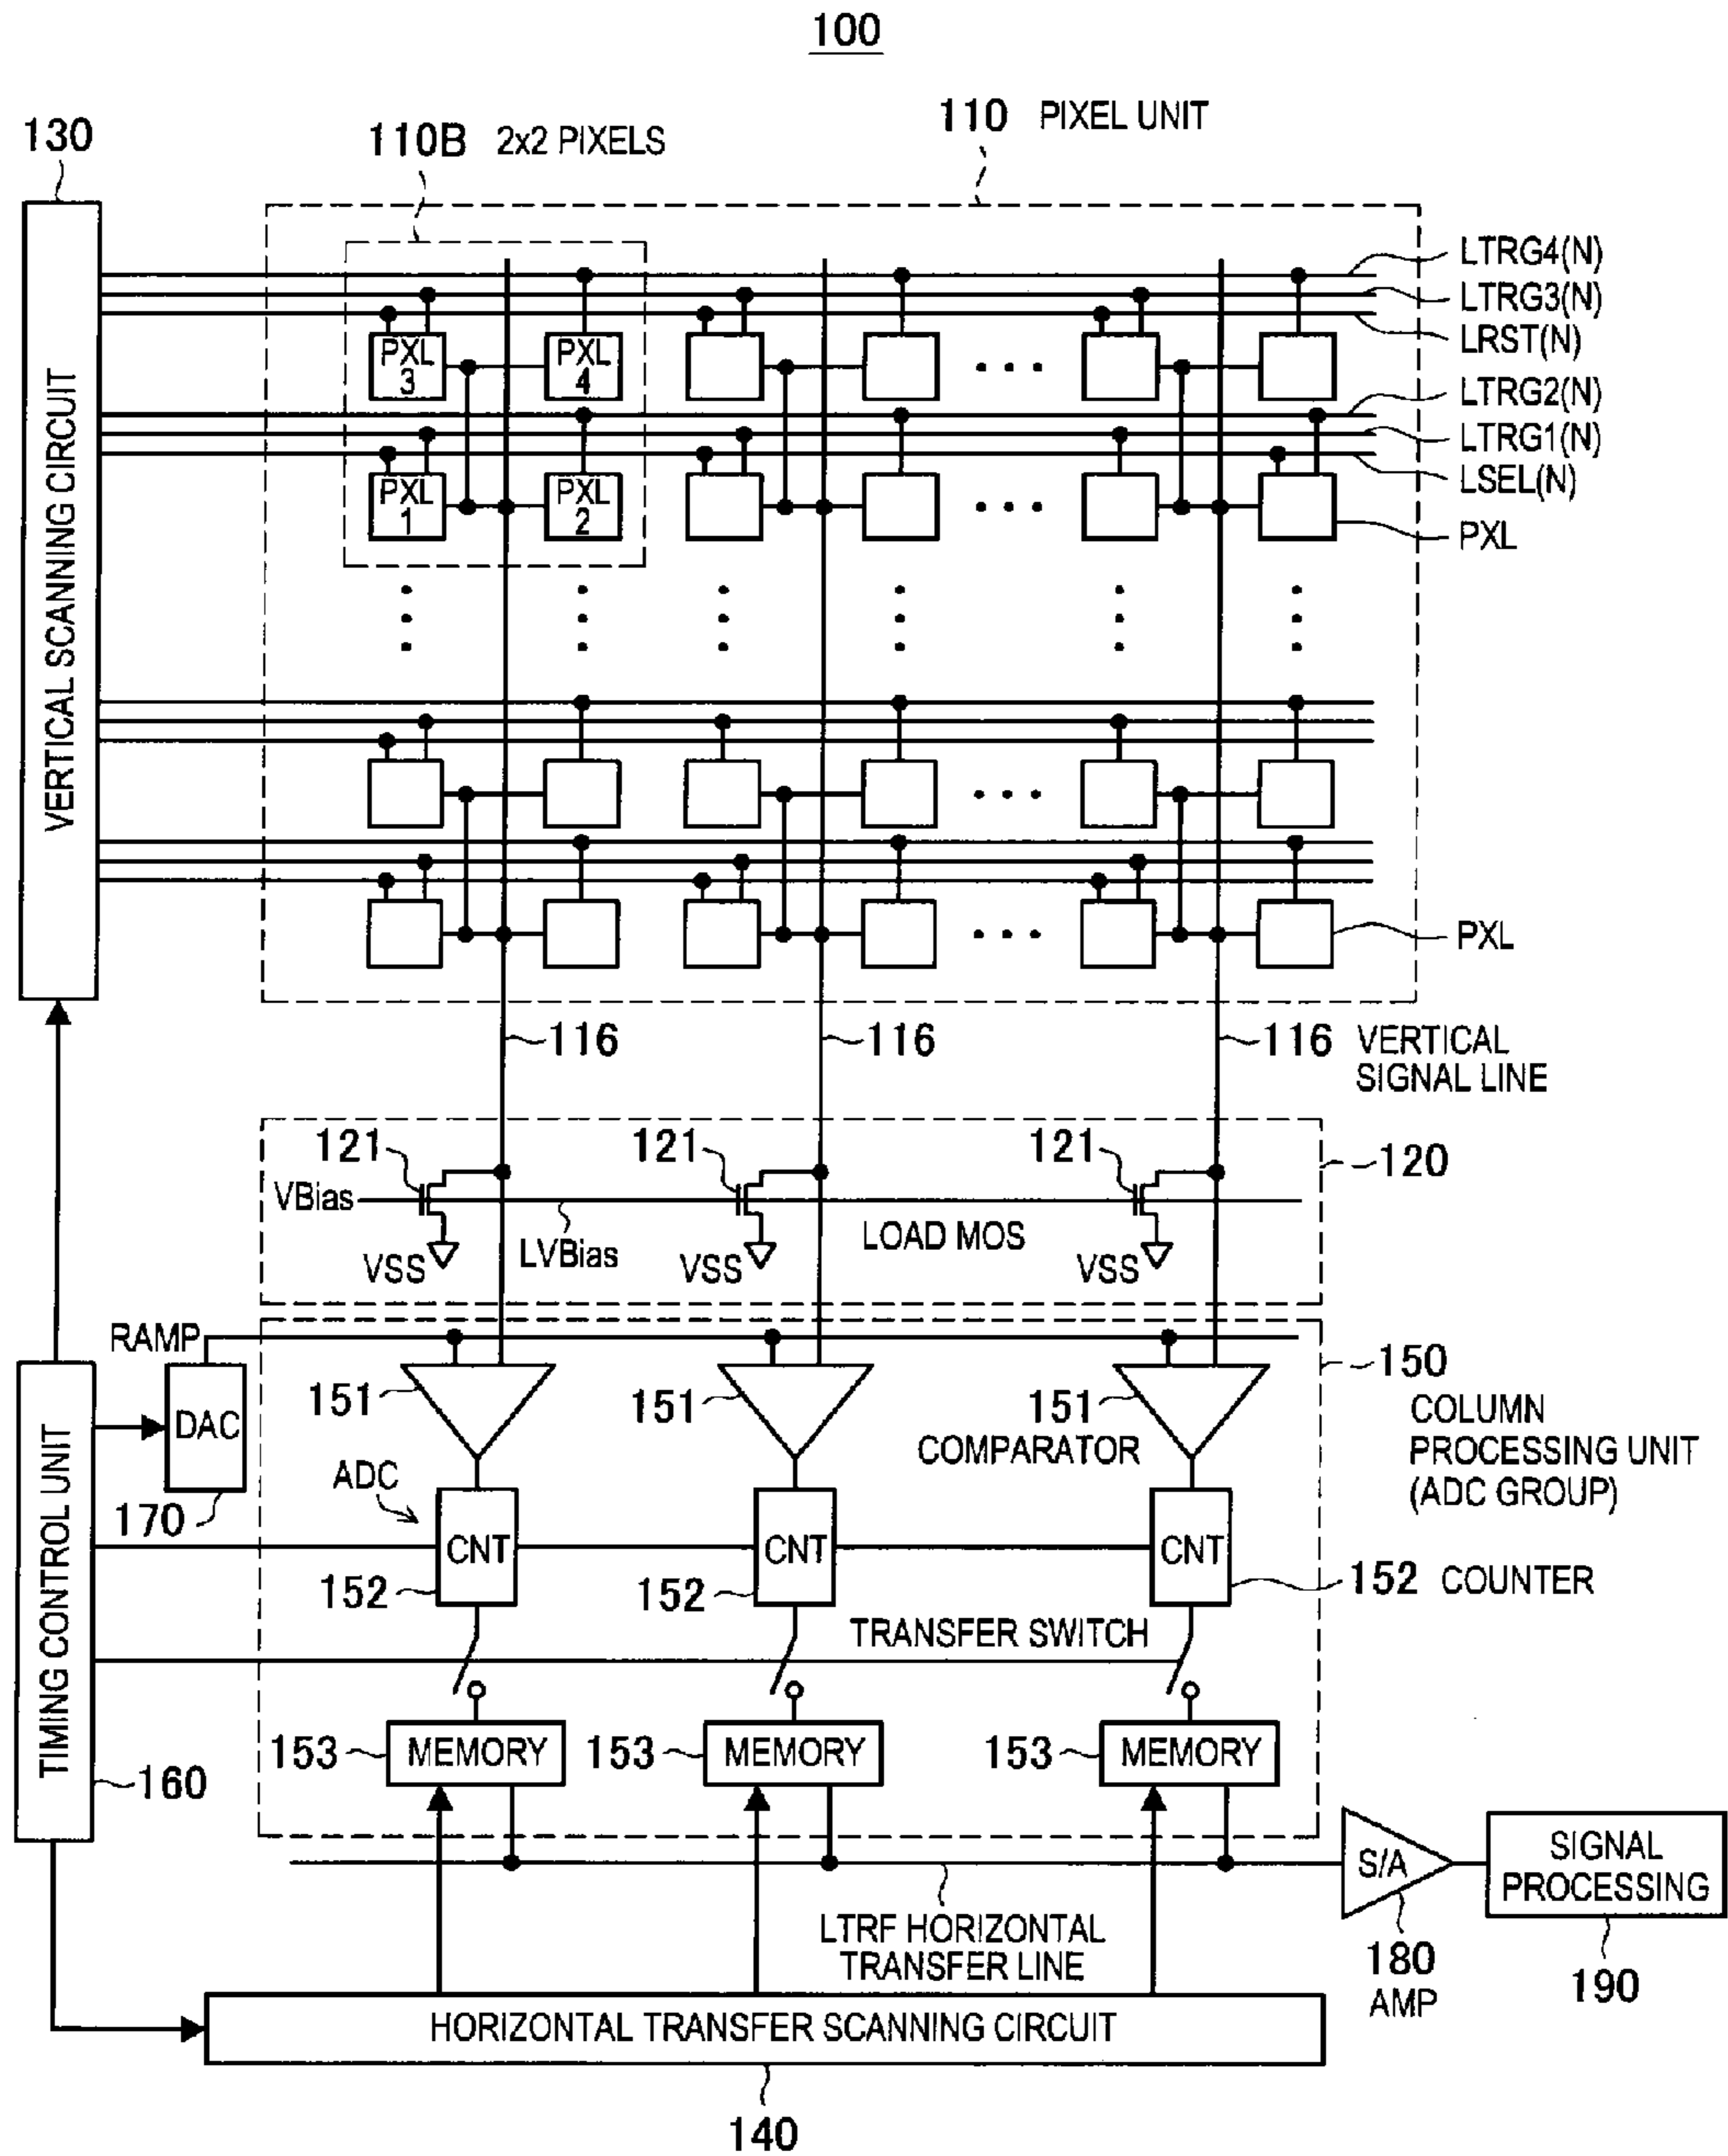 100
130
110B 2x2 PIXELS
110 PIXEL UNIT
VERTICAL SCANNING CIRCUIT
LTRG4(N)
LTRG3(N)
LRST(N)
PXL 3
PXL 4
LTRG2(N)
LTRG1(N)
LSEL(N)
PXL 1
PXL 2
PXL
PXL
116
116
116 VERTICAL SIGNAL LINE
121
121
121
120
VBias
LVBias
LOAD MOS
VSS
VSS
VSS
RAMP
150
COLUMN
PROCESSING UNIT
(ADC GROUP)
151
151
151
COMPARATOR
DAC
170
ADC
TIMING CONTROL UNIT
CNT
CNT
CNT
152
152
152 COUNTER
TRANSFER SWITCH
153
MEMORY
153
MEMORY
153
MEMORY
160
S/A
SIGNAL
PROCESSING
LTRF HORIZONTAL
TRANSFER LINE
180
AMP
190
HORIZONTAL TRANSFER SCANNING CIRCUIT
140